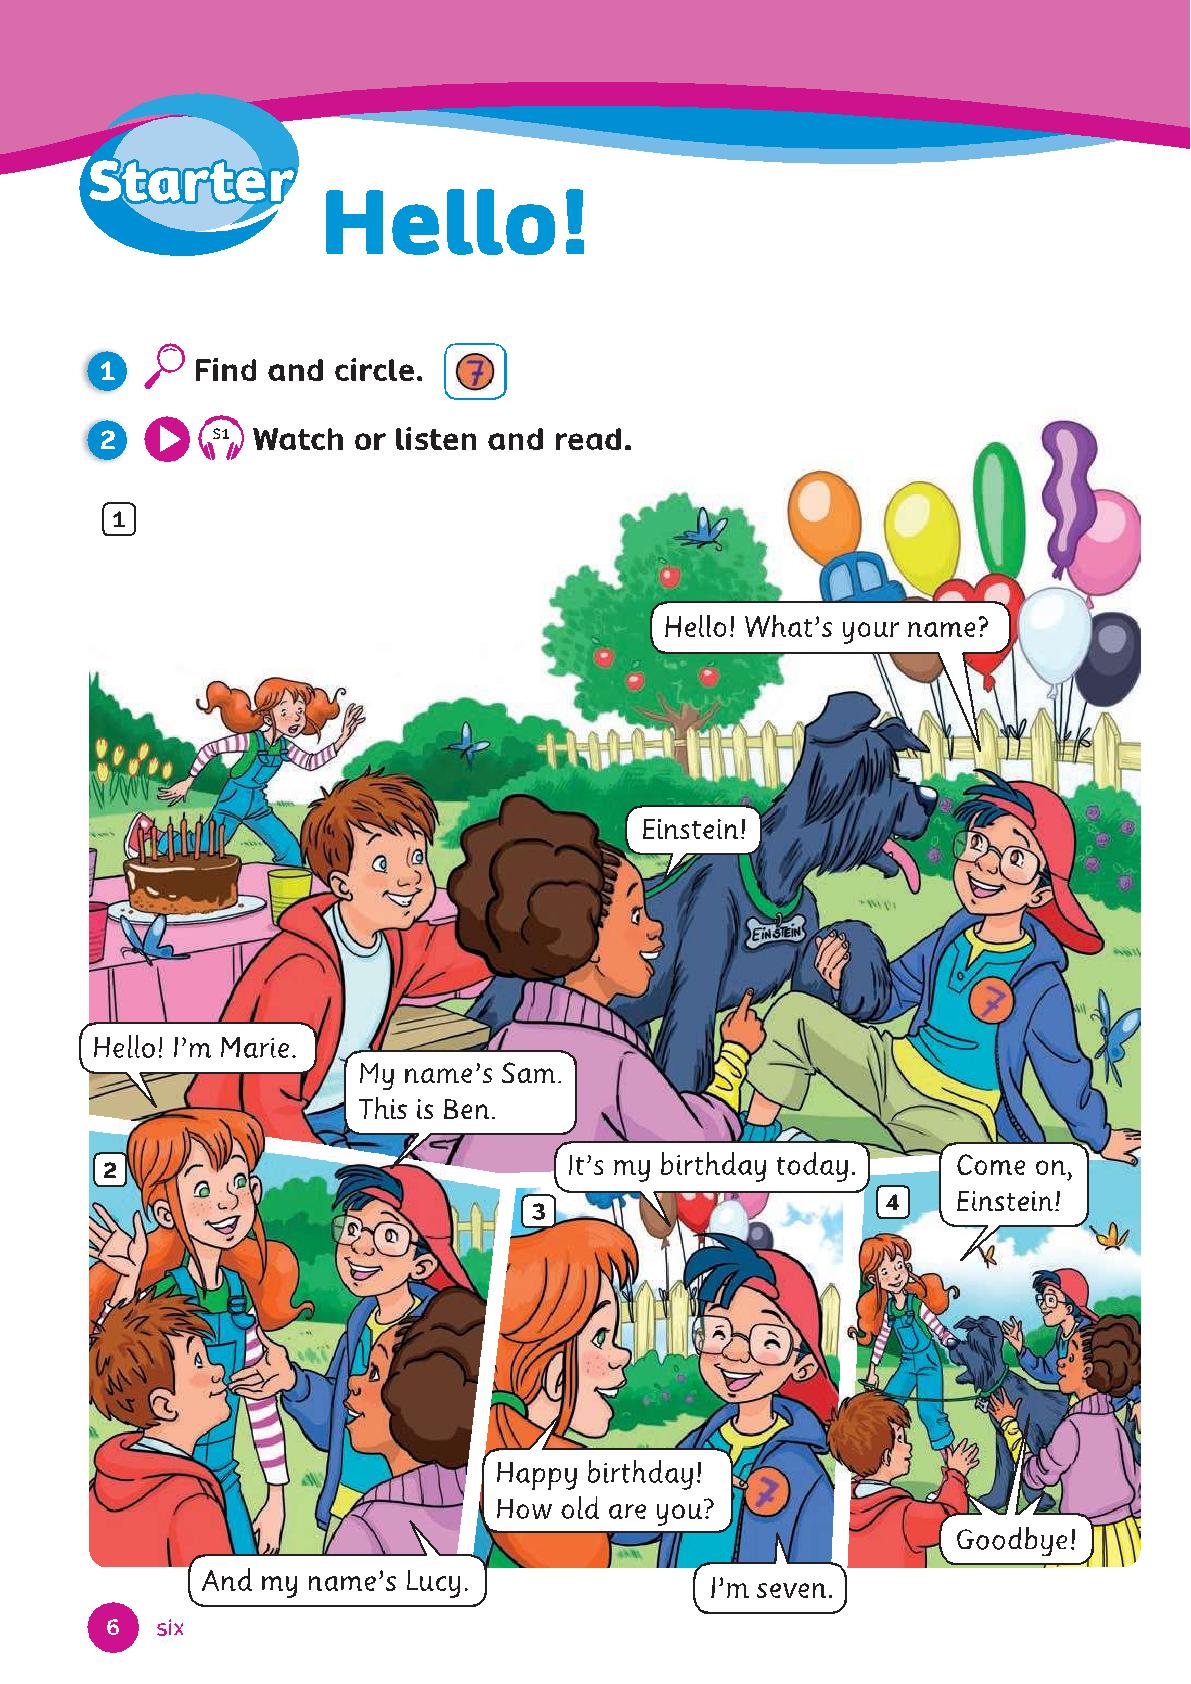 Starter
Hello!
1 Find and circle. 7
2 S1 Watch or listen and read.
1
Hello! What's your name?
Einstein!
EINSTEIN
7
Hello! I'm Marie.
My name's Sam.
This is Ben.
2
And my name's Lucy.
3
It's my birthday today.
Happy birthday!
How old are you?
7
I'm seven.
4
Come on,
Einstein!
Goodbye!
6 six